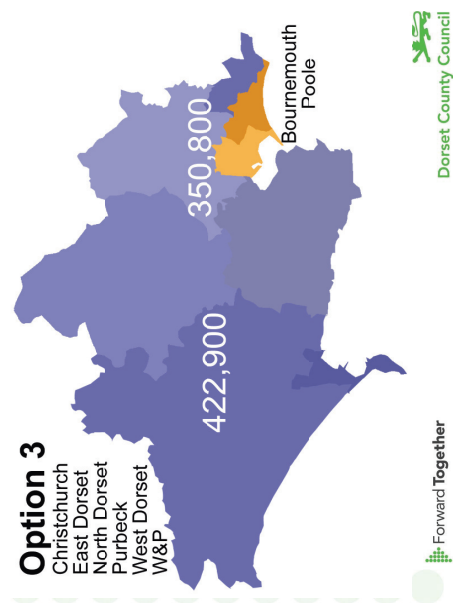 Option 3
Christchurch
East Dorset
North Dorset
Purbeck
West Dorset
W&P
422,900
350,800
Bournemouth
Poole
Forward Together
Dorset County Council